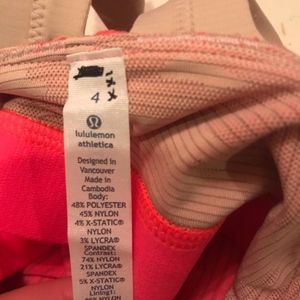 4
lululemon
athletica
Designed in
Vancouver
Made in
Cambodia
Body:
48% POLYESTER
45% NYLON
4% X-STATIC®
NYLON
3% LYCRA®
SPANDEX
Contrast:
74% NYLON
21% LYCRA®
SPANDEX
5% X-STATIC®
NYLON